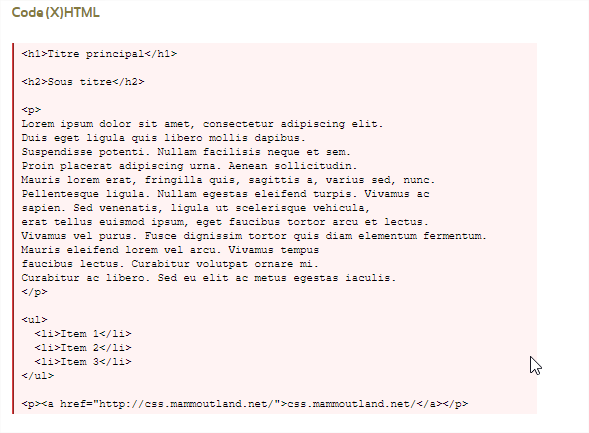 Code (X)HTML
<h1>Titre principal</h1>
<h2>Sous titre</h2>
<p>
Lorem ipsum dolor sit amet, consectetur adipiscing elit.
Duis eget ligula quis libero mollis dapibus.
Suspendisse potenti. Nullam facilisis neque et sem.
Proin placerat adipiscing urna. Aenean sollicitudin.
Mauris lorem erat, fringilla quis, sagittis a, varius sed, nunc.
Pellentesque ligula. Nullam egestas eleifend turpis. Vivamus ac
sapien. Sed venenatis, ligula ut scelerisque vehicula,
erat tellus euismod ipsum, eget faucibus tortor arcu et lectus.
Vivamus vel purus. Fusce dignissim tortor quis diam elementum fermentum.
Mauris eleifend lorem vel arcu. Vivamus tempus
faucibus lectus. Curabitur volutpat ornare mi.
Curabitur ac libero. Sed eu elit ac metus egestas iaculis.
</p>
<ul>
  <li>Item 1</li>
  <li>Item 2</li>
  <li>Item 3</li>
</ul>
<p><a href="http://css.mammoutland.net/">css.mammoutland.net/</a></p>